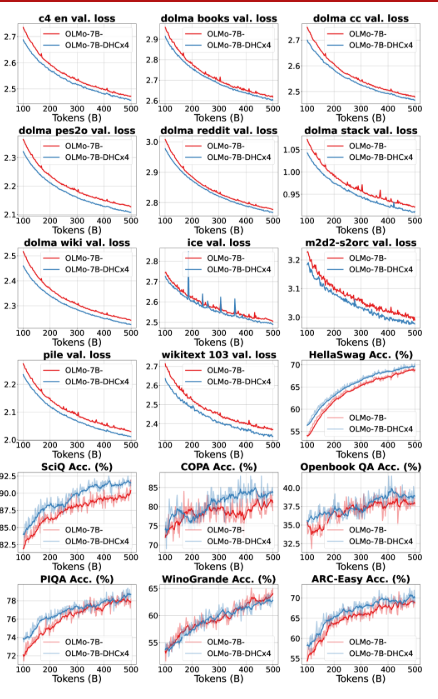 c4 en val. loss dolma books val. loss dolma cc val. loss
2.7 2.9 2.7
2.6 2.8 2.6
2.5 2.7 2.5
2.6
OLMo-7B- OLMo-7B- OLMo-7B-
OLMo-7B-DHCx4 OLMo-7B-DHCx4 OLMo-7B-DHCx4
100 200 300 400 500 100 200 300 400 500 100 200 300 400 500
Tokens (B) Tokens (B) Tokens (B)
dolma pes2o val. loss dolma reddit val. loss dolma stack val. loss
2.3 3.0 1.05
2.2 2.9 1.00
2.1 2.8 0.95
OLMo-7B- OLMo-7B- OLMo-7B-
OLMo-7B-DHCx4 OLMo-7B-DHCx4 OLMo-7B-DHCx4
100 200 300 400 500 100 200 300 400 500 100 200 300 400 500
dolma wiki val. loss ice val. loss m2d2-s2orc val. loss
2.5 2.8 3.2
2.4 2.7 3.1
2.3 2.6 3.0
2.5
OLMo-7B- OLMo-7B- OLMo-7B-
OLMo-7B-DHCx4 OLMo-7B-DHCx4 OLMo-7B-DHCx4
100 200 300 400 500 100 200 300 400 500 100 200 300 400 500
pile val. loss wikitext 103 val. loss HellaSwag Acc. (%)
2.2 2.7 70
2.1 2.6 65
2.0 2.5 60
2.4 55
OLMo-7B- OLMo-7B- OLMo-7B-
OLMo-7B-DHCx4 OLMo-7B-DHCx4 OLMo-7B-DHCx4
100 200 300 400 500 100 200 300 400 500 100 200 300 400 500
SciQ Acc. (%) COPA Acc. (%) Openbook QA Acc. (%)
92.5 85 40.0
90.0 80 37.5
87.5 75 35.0
85.0 70 32.5
82.5
OLMo-7B- OLMo-7B- OLMo-7B-
OLMo-7B-DHCx4 OLMo-7B-DHCx4 OLMo-7B-DHCx4
100 200 300 400 500 100 200 300 400 500 100 200 300 400 500
PIQA Acc. (%) WinoGrande Acc. (%) ARC-Easy Acc. (%)
78 60 70
76 55 65
74 60
72 55
OLMo-7B- OLMo-7B- OLMo-7B-
OLMo-7B-DHCx4 OLMo-7B-DHCx4 OLMo-7B-DHCx4
100 200 300 400 500 100 200 300 400 500 100 200 300 400 500
Tokens (B) Tokens (B) Tokens (B)